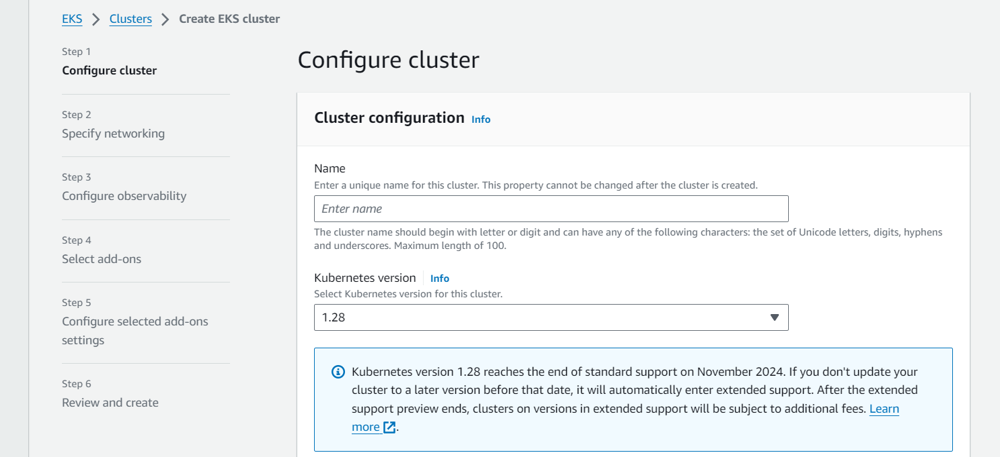 EKS > Clusters > Create EKS cluster
Step 1
Configure cluster
Step 2
Specify networking
Step 3
Configure observability
Step 4
Select add-ons
Step 5
Configure selected add-ons
settings
Step 6
Review and create
Configure cluster
Cluster configuration Info
Name
Enter a unique name for this cluster. This property cannot be changed after the cluster is created.
Enter name
The cluster name should begin with letter or digit and can have any of the following characters: the set of Unicode letters, digits, hyphens
and underscores. Maximum length of 100.
Kubernetes version Info
Select Kubernetes version for this cluster.
1.28
Kubernetes version 1.28 reaches the end of standard support on November 2024. If you don't update your
cluster to a later version before that date, it will automatically enter extended support. After the extended
support preview ends, clusters on versions in extended support will be subject to additional fees. Learn
more.